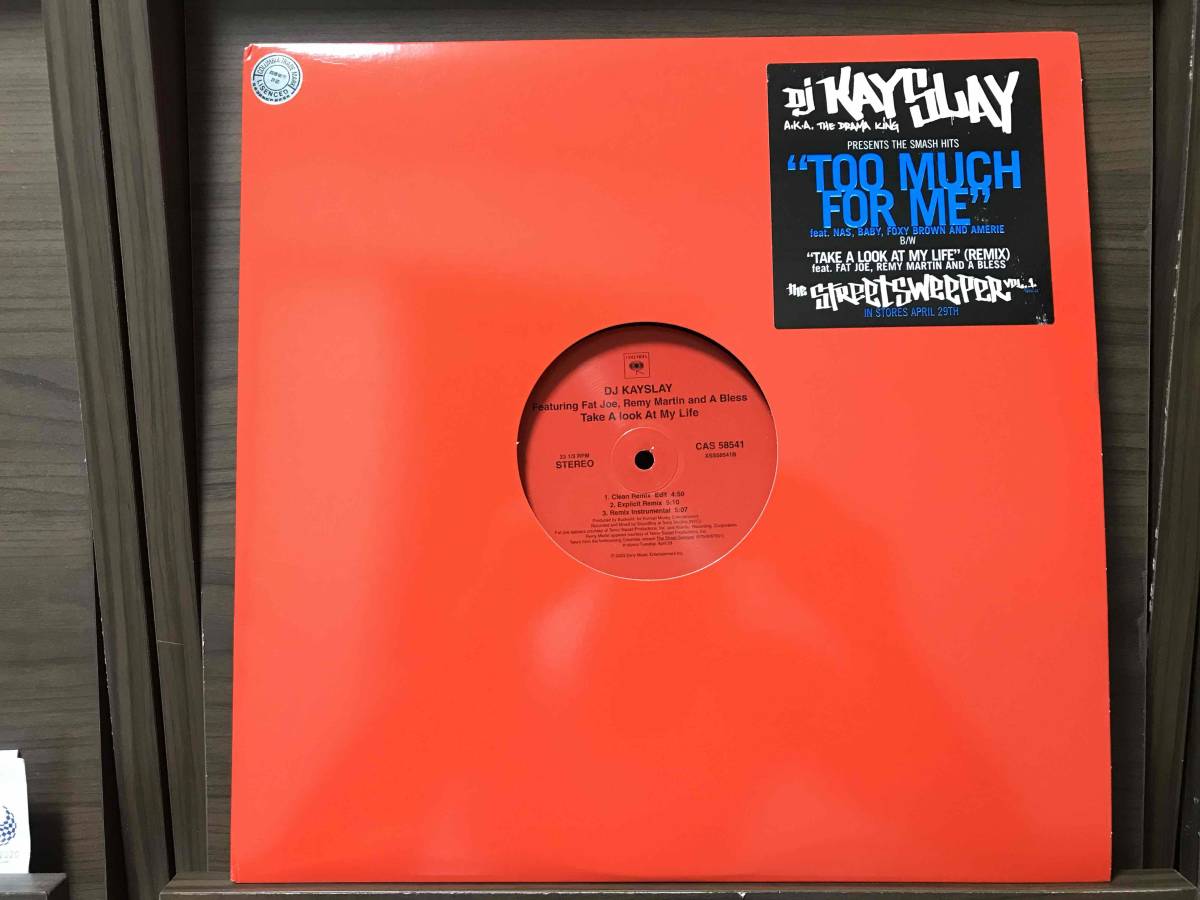 LISENCED
Dj KAYSLAY
A.K.A. THE DRAMA KING
PRESENTS THE SMASH HITS
“TOO MUCH
FOR ME”
feat. NAS, BABY, FOXY BROWN AND AMERIE
B/W
“TAKE A LOOK AT MY LIFE” (REMIX)
feat. FAT JOE, REMY MARTIN AND A BLESS
the STREETSWEEPER VOL.1
IN STORES APRIL 29TH
COLUMBIA
DJ KAYSLAY
Featuring Fat Joe, Remy Martin and A Bless
Take A look At My Life
33 1/3 RPM
STEREO
CAS 58541
XSS58541B
1. Clean Remix Edit 4:50
2. Explicit Remix 5:10
3. Remix Instrumental 5:07
2020